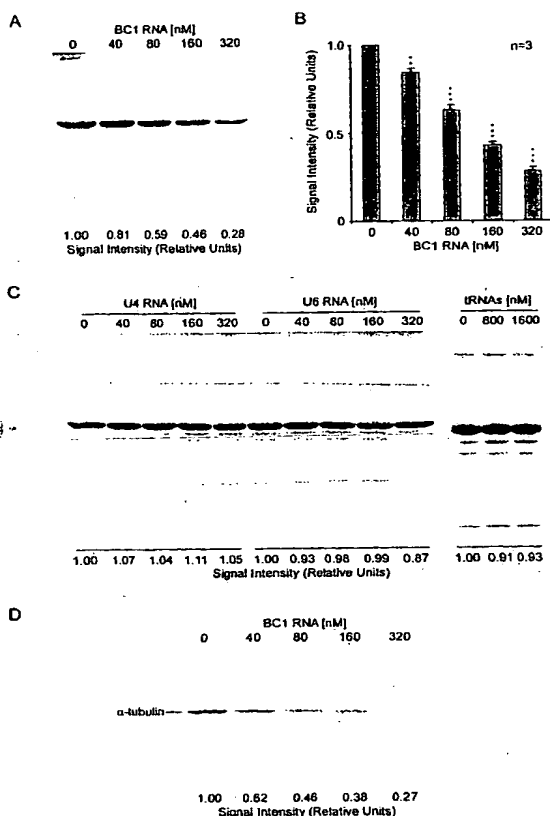 A
BC1 RNA [nM]
0 40 80 160 320
1.00 0.81 0.59 0.46 0.28
Signal Intensity (Relative Units)
B
n=3
Signal Intensity (Relative Units)
1.0
0.5
0
0 40 80 160 320
BC1 RNA [nM]
C
U4 RNA [nM] U6 RNA [nM] tRNAs [nM]
0 40 80 160 320 0 40 80 160 320 0 800 1600
1.00 1.07 1.04 1.11 1.05 1.00 0.93 0.98 0.99 0.87 1.00 0.91 0.93
Signal Intensity (Relative Units)
D
BC1 RNA [nM]
0 40 80 160 320
α-tubulin
1.00 0.62 0.46 0.38 0.27
Signal Intensity (Relative Units)